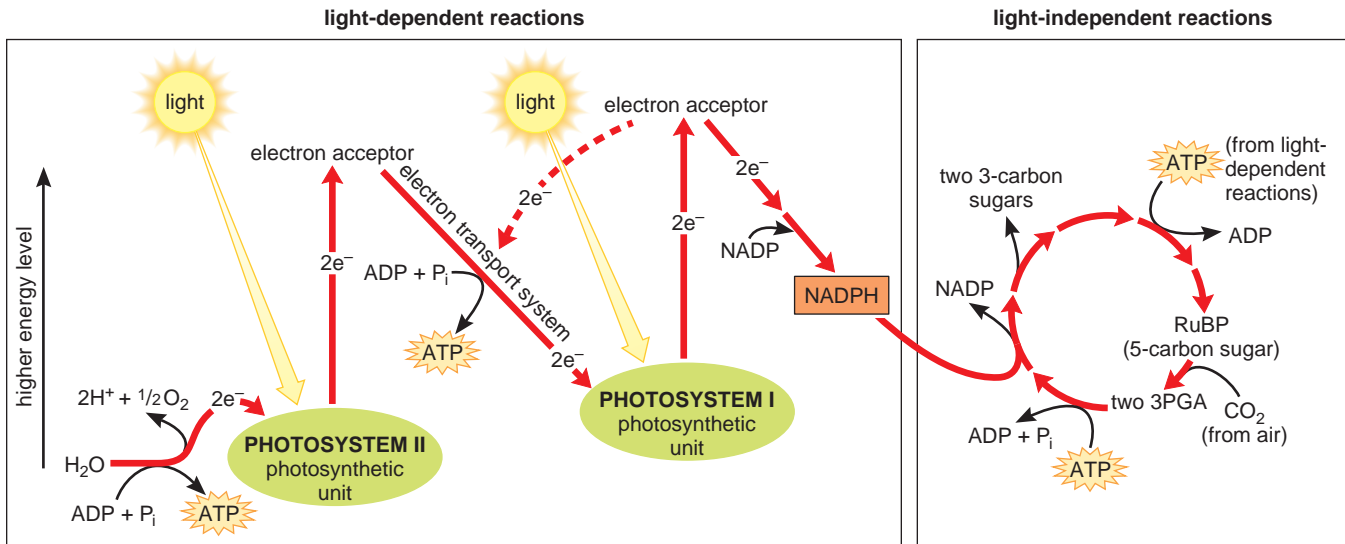 light-dependent reactions
light-independent reactions
higher energy level
light
electron acceptor
2e⁻
2H⁺ + 1/2 O₂
2e⁻
H₂O
ADP + Pᵢ
ATP
PHOTOSYSTEM II
photosynthetic
unit
electron transport system
2e⁻
ADP + Pᵢ
ATP
light
electron acceptor
2e⁻
2e⁻
PHOTOSYSTEM I
photosynthetic
unit
2e⁻
NADP
NADPH
two 3-carbon
sugars
ATP
(from light-
dependent
reactions)
ADP
NADP
RuBP
(5-carbon sugar)
two 3PGA
CO₂
(from air)
ADP + Pᵢ
ATP